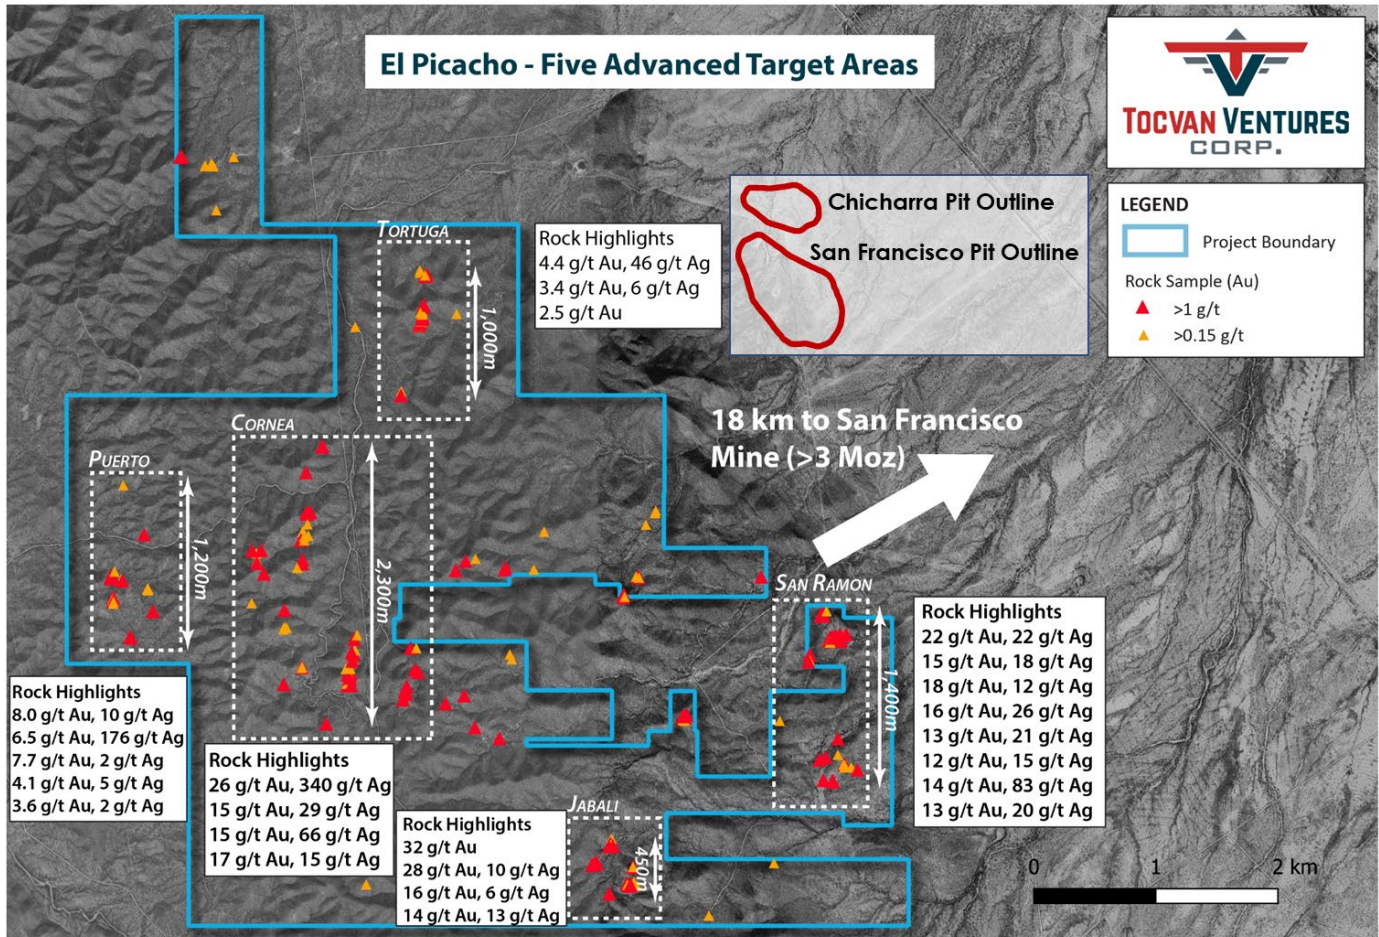 El Picacho - Five Advanced Target Areas
TOCVAN VENTURES
CORP.
LEGEND
Project Boundary
Rock Sample (Au)
>1 g/t
>0.15 g/t
Chicharra Pit Outline
San Francisco Pit Outline
TORTUGA
1,000m
Rock Highlights
4.4 g/t Au, 46 g/t Ag
3.4 g/t Au, 6 g/t Ag
2.5 g/t Au
18 km to San Francisco
Mine (>3 Moz)
CORNEA
2,300m
PUERTO
1,200m
SAN RAMON
1,400m
Rock Highlights
22 g/t Au, 22 g/t Ag
15 g/t Au, 18 g/t Ag
18 g/t Au, 12 g/t Ag
16 g/t Au, 26 g/t Ag
13 g/t Au, 21 g/t Ag
12 g/t Au, 15 g/t Ag
14 g/t Au, 83 g/t Ag
13 g/t Au, 20 g/t Ag
Rock Highlights
8.0 g/t Au, 10 g/t Ag
6.5 g/t Au, 176 g/t Ag
7.7 g/t Au, 2 g/t Ag
4.1 g/t Au, 5 g/t Ag
3.6 g/t Au, 2 g/t Ag
Rock Highlights
26 g/t Au, 340 g/t Ag
15 g/t Au, 29 g/t Ag
15 g/t Au, 66 g/t Ag
17 g/t Au, 15 g/t Ag
JABALI
450m
Rock Highlights
32 g/t Au
28 g/t Au, 10 g/t Ag
16 g/t Au, 6 g/t Ag
14 g/t Au, 13 g/t Ag
0 1 2 km